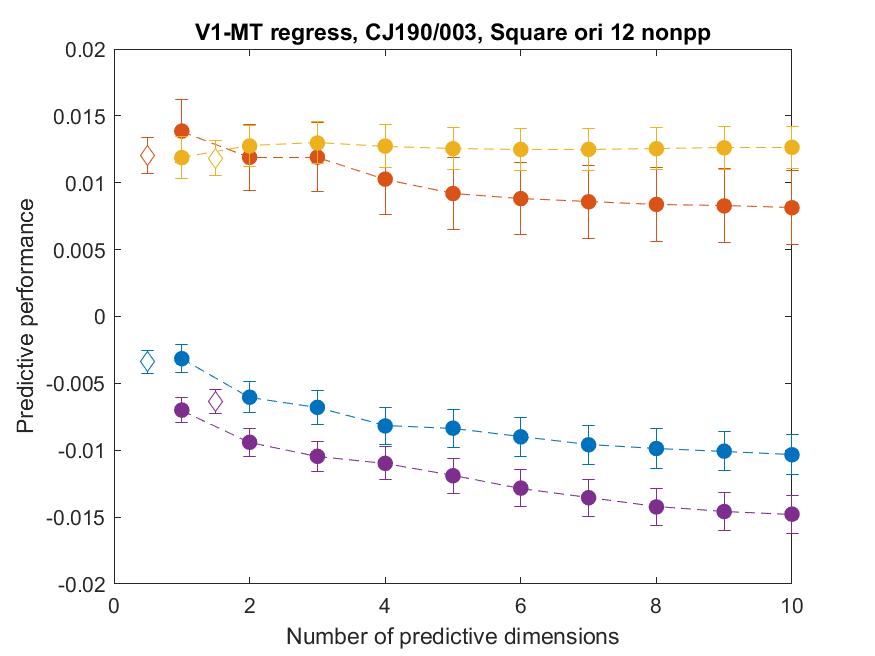 V1-MT regress, CJ190/003, Square ori 12 nonpp
0.02
0.015
0.01
0.005
0
-0.005
-0.01
-0.015
-0.02
Predictive performance
0 2 4 6 8 10
Number of predictive dimensions